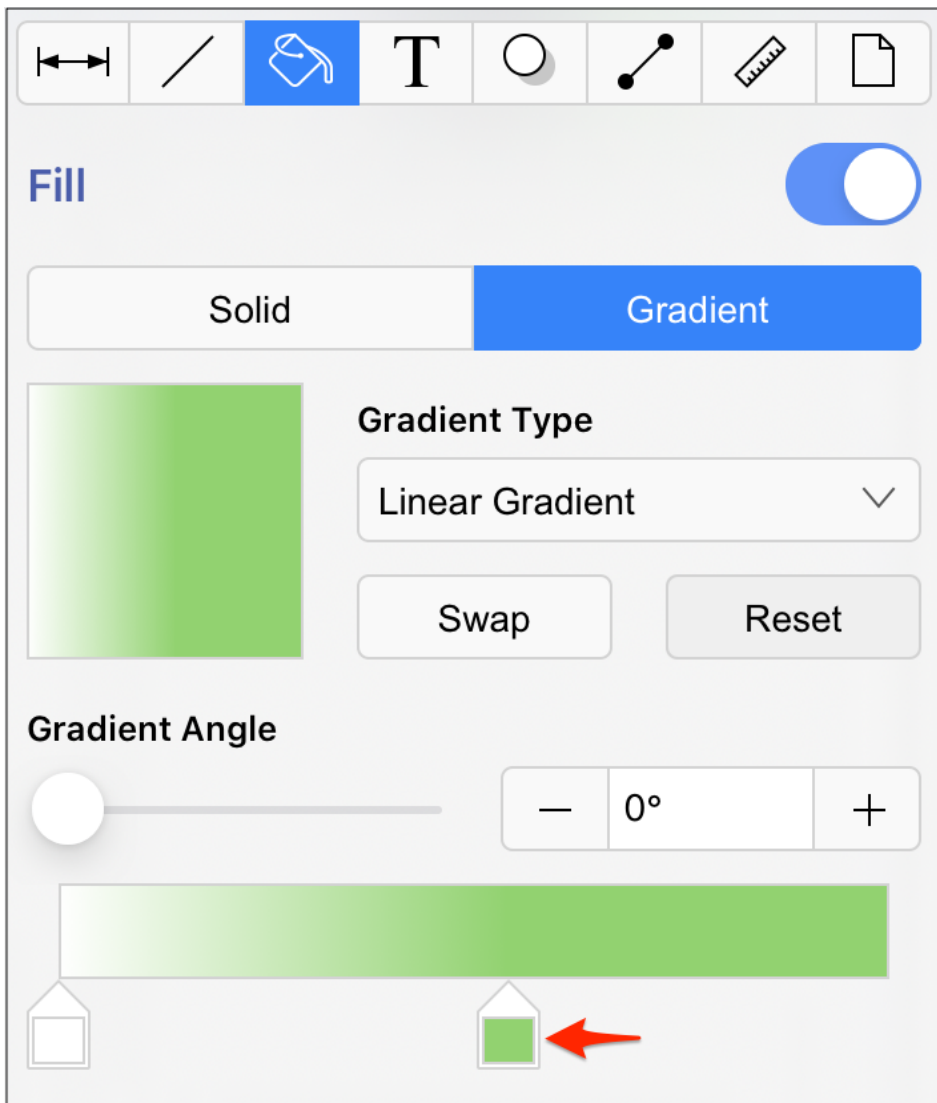 T
Fill
Solid Gradient
Gradient Type
Linear Gradient
Swap Reset
Gradient Angle
0°